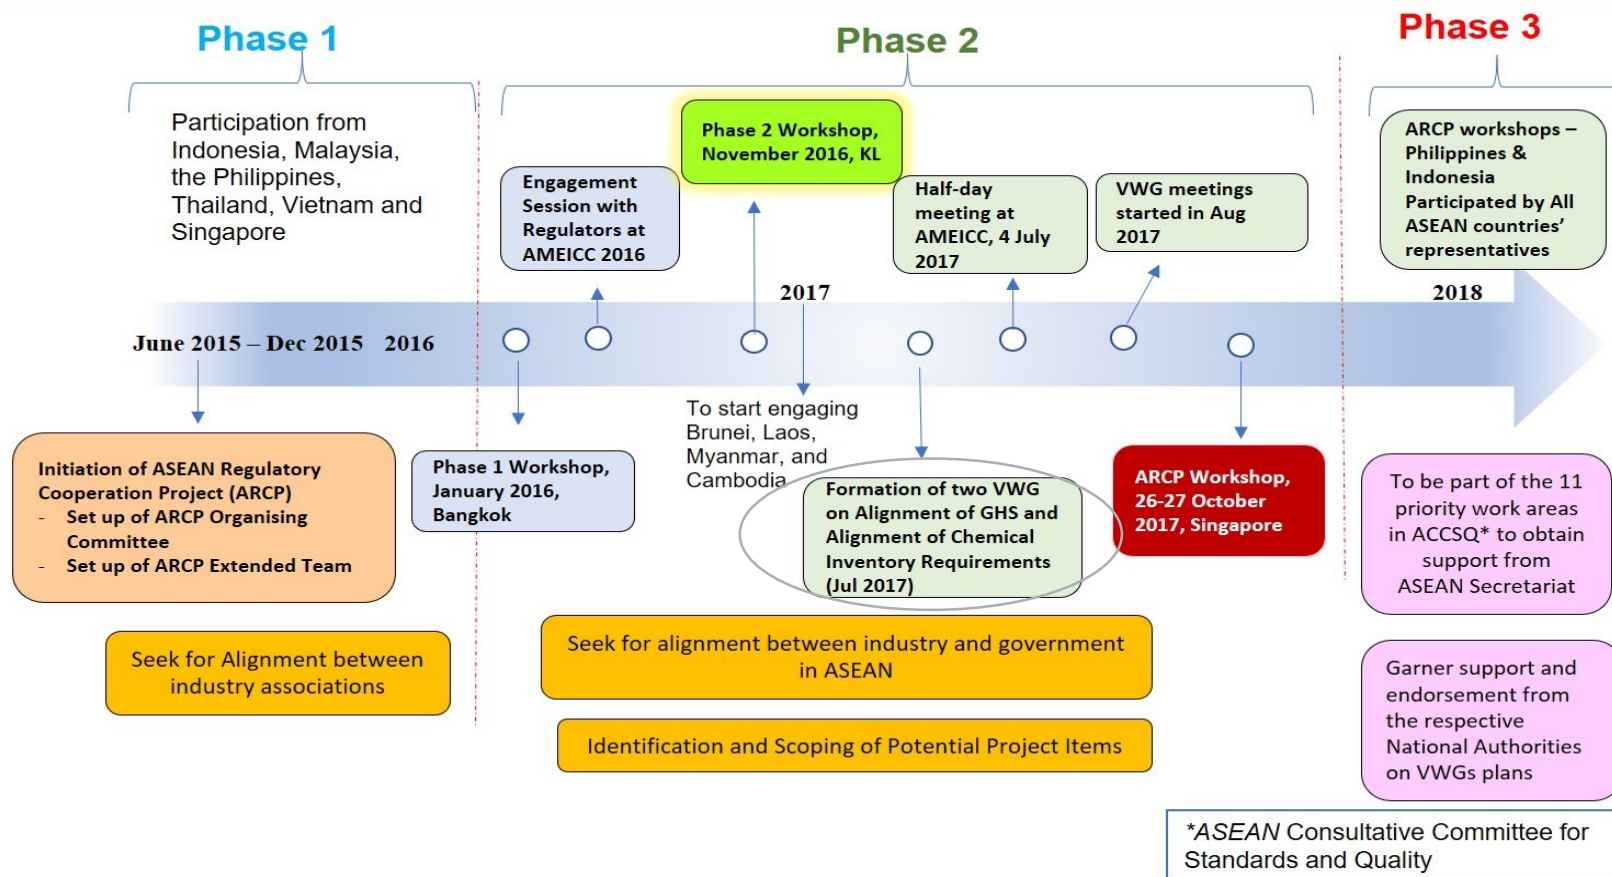 Phase 1
Phase 2
Phase 3
Participation from
Indonesia, Malaysia,
the Philippines,
Thailand, Vietnam and
Singapore
Engagement
Session with
Regulators at
AMEICC 2016
Phase 2 Workshop,
November 2016, KL
Half-day
meeting at
AMEICC, 4 July
2017
VWG meetings
started in Aug
2017
ARCP workshops –
Philippines &
Indonesia
Participated by All
ASEAN countries’
representatives
June 2015 – Dec 2015
2016
2017
2018
Initiation of ASEAN Regulatory
Cooperation Project (ARCP)
- Set up of ARCP Organising
Committee
- Set up of ARCP Extended Team
Phase 1 Workshop,
January 2016,
Bangkok
To start engaging
Brunei, Laos,
Myanmar, and
Cambodia
Formation of two VWG
on Alignment of GHS and
Alignment of Chemical
Inventory Requirements
(Jul 2017)
ARCP Workshop,
26-27 October
2017, Singapore
To be part of the 11
priority work areas
in ACCSQ* to obtain
support from
ASEAN Secretariat
Seek for Alignment between
industry associations
Seek for alignment between industry and government
in ASEAN
Identification and Scoping of Potential Project Items
Garner support and
endorsement from
the respective
National Authorities
on VWGs plans
*ASEAN Consultative Committee for
Standards and Quality